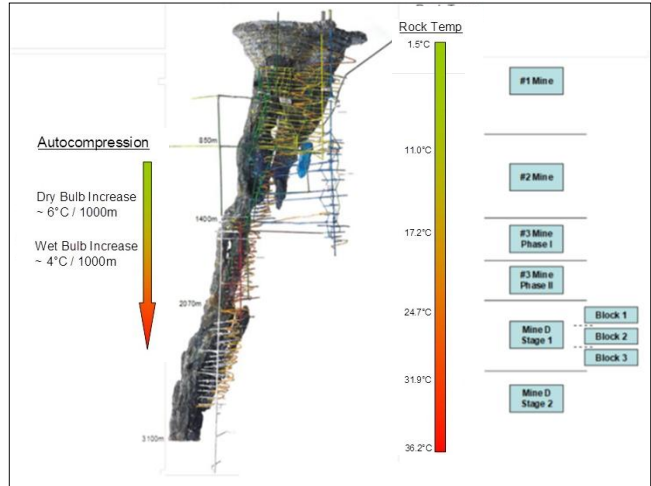 Rock Temp
1.5°C
11.0°C
17.2°C
24.7°C
31.9°C
36.2°C
Autocompression
Dry Bulb Increase
~ 6°C / 1000m
Wet Bulb Increase
~ 4°C / 1000m
850m
1400m
2070m
3100m
#1 Mine
#2 Mine
#3 Mine
Phase I
#3 Mine
Phase II
Mine D
Stage 1
Block 1
Block 2
Block 3
Mine D
Stage 2